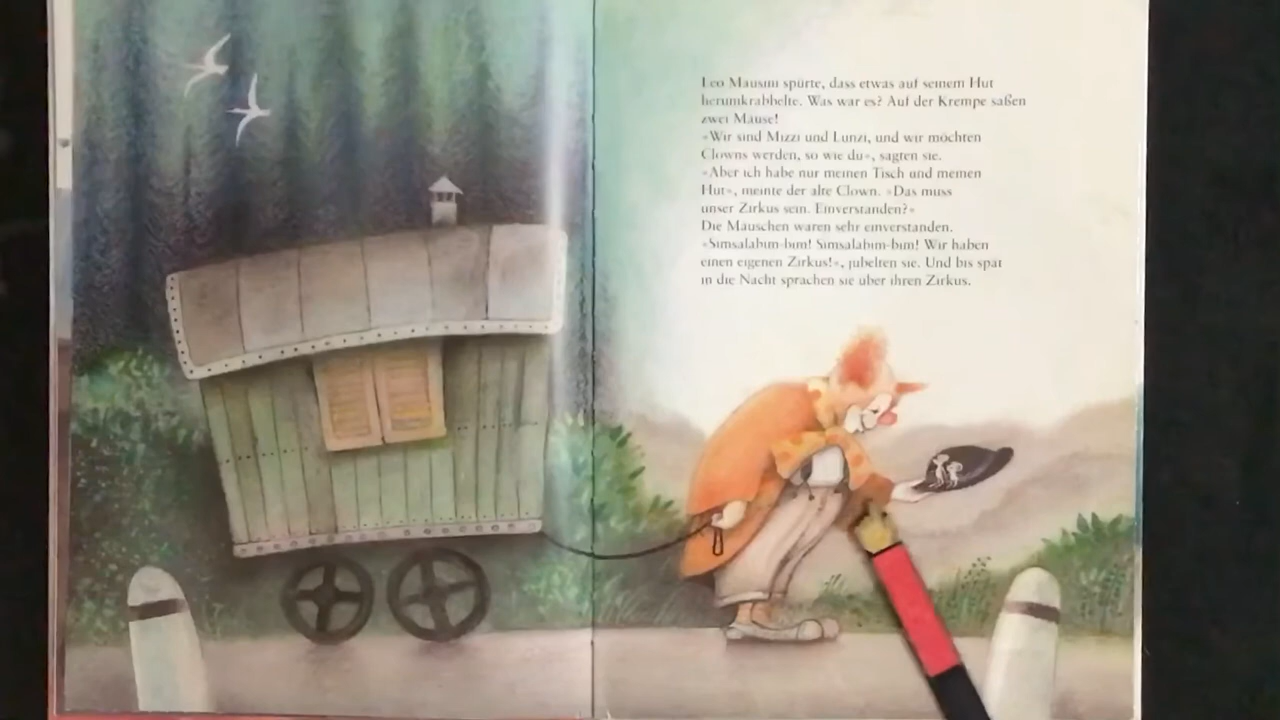 Leo Mausini spürte, dass etwas auf seinem Hut
herumkrabbelte. Was war es? Auf der Krempe saßen
zwei Mäuse!
»Wir sind Mizzi und Lunzi, und wir möchten
Clowns werden, so wie du«, sagten sie.
»Aber ich habe nur meinen Tisch und meinen
Hut«, meinte der alte Clown. »Das muss
unser Zirkus sein. Einverstanden?«
Die Mäuschen waren sehr einverstanden.
»Simsalabim-bim! Simsalabim-bim! Wir haben
einen eigenen Zirkus!«, jubelten sie. Und bis spät
in die Nacht sprachen sie über ihren Zirkus.